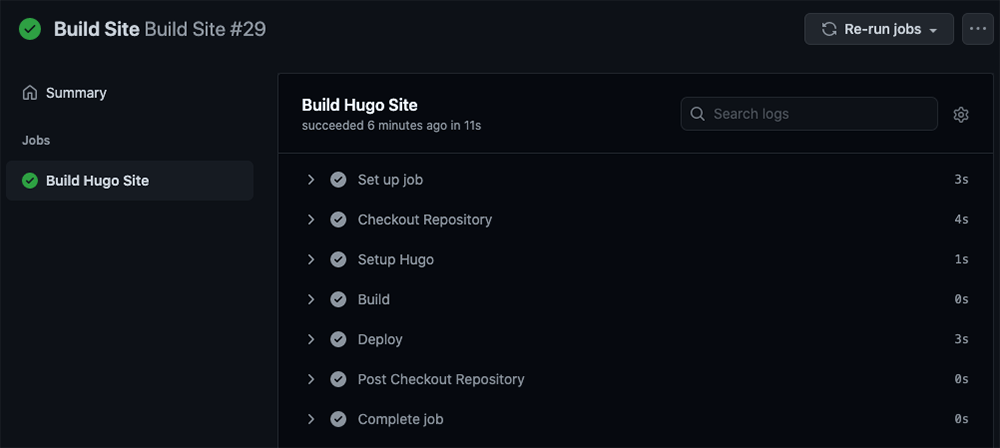 Build Site Build Site #29
Re-run jobs
Summary
Jobs
Build Hugo Site
Build Hugo Site
succeeded 6 minutes ago in 11s
Search logs
Set up job 3s
Checkout Repository 4s
Setup Hugo 1s
Build 0s
Deploy 3s
Post Checkout Repository 0s
Complete job 0s